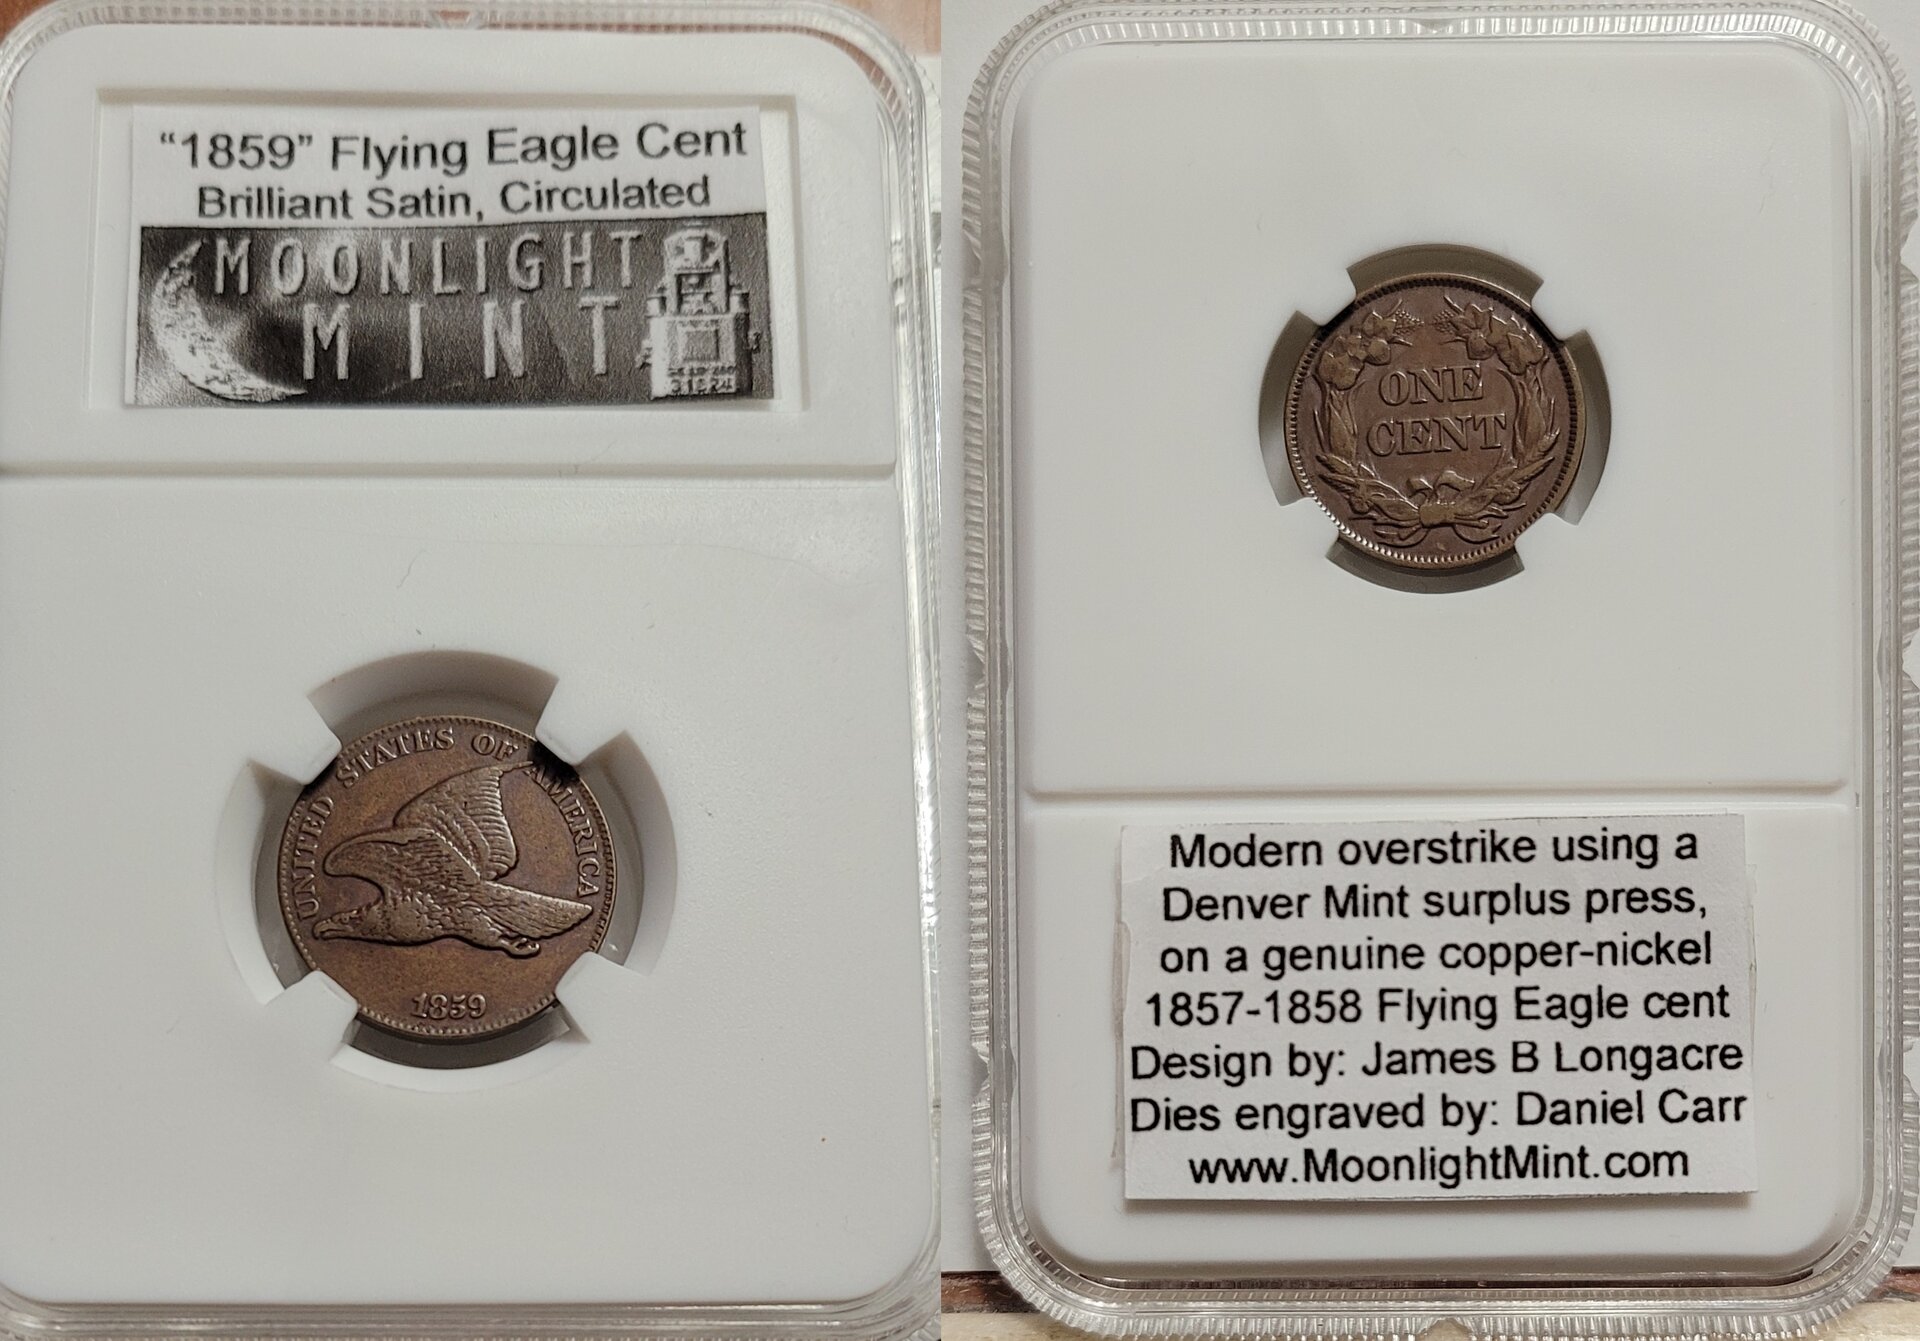 “1859” Flying Eagle Cent
Brilliant Satin, Circulated
MOONLIGHT
MINT
UNITED STATES OF AMERICA
1859
ONE
CENT
Modern overstrike using a
Denver Mint surplus press,
on a genuine copper-nickel
1857-1858 Flying Eagle cent
Design by: James B Longacre
Dies engraved by: Daniel Carr
www.MoonlightMint.com